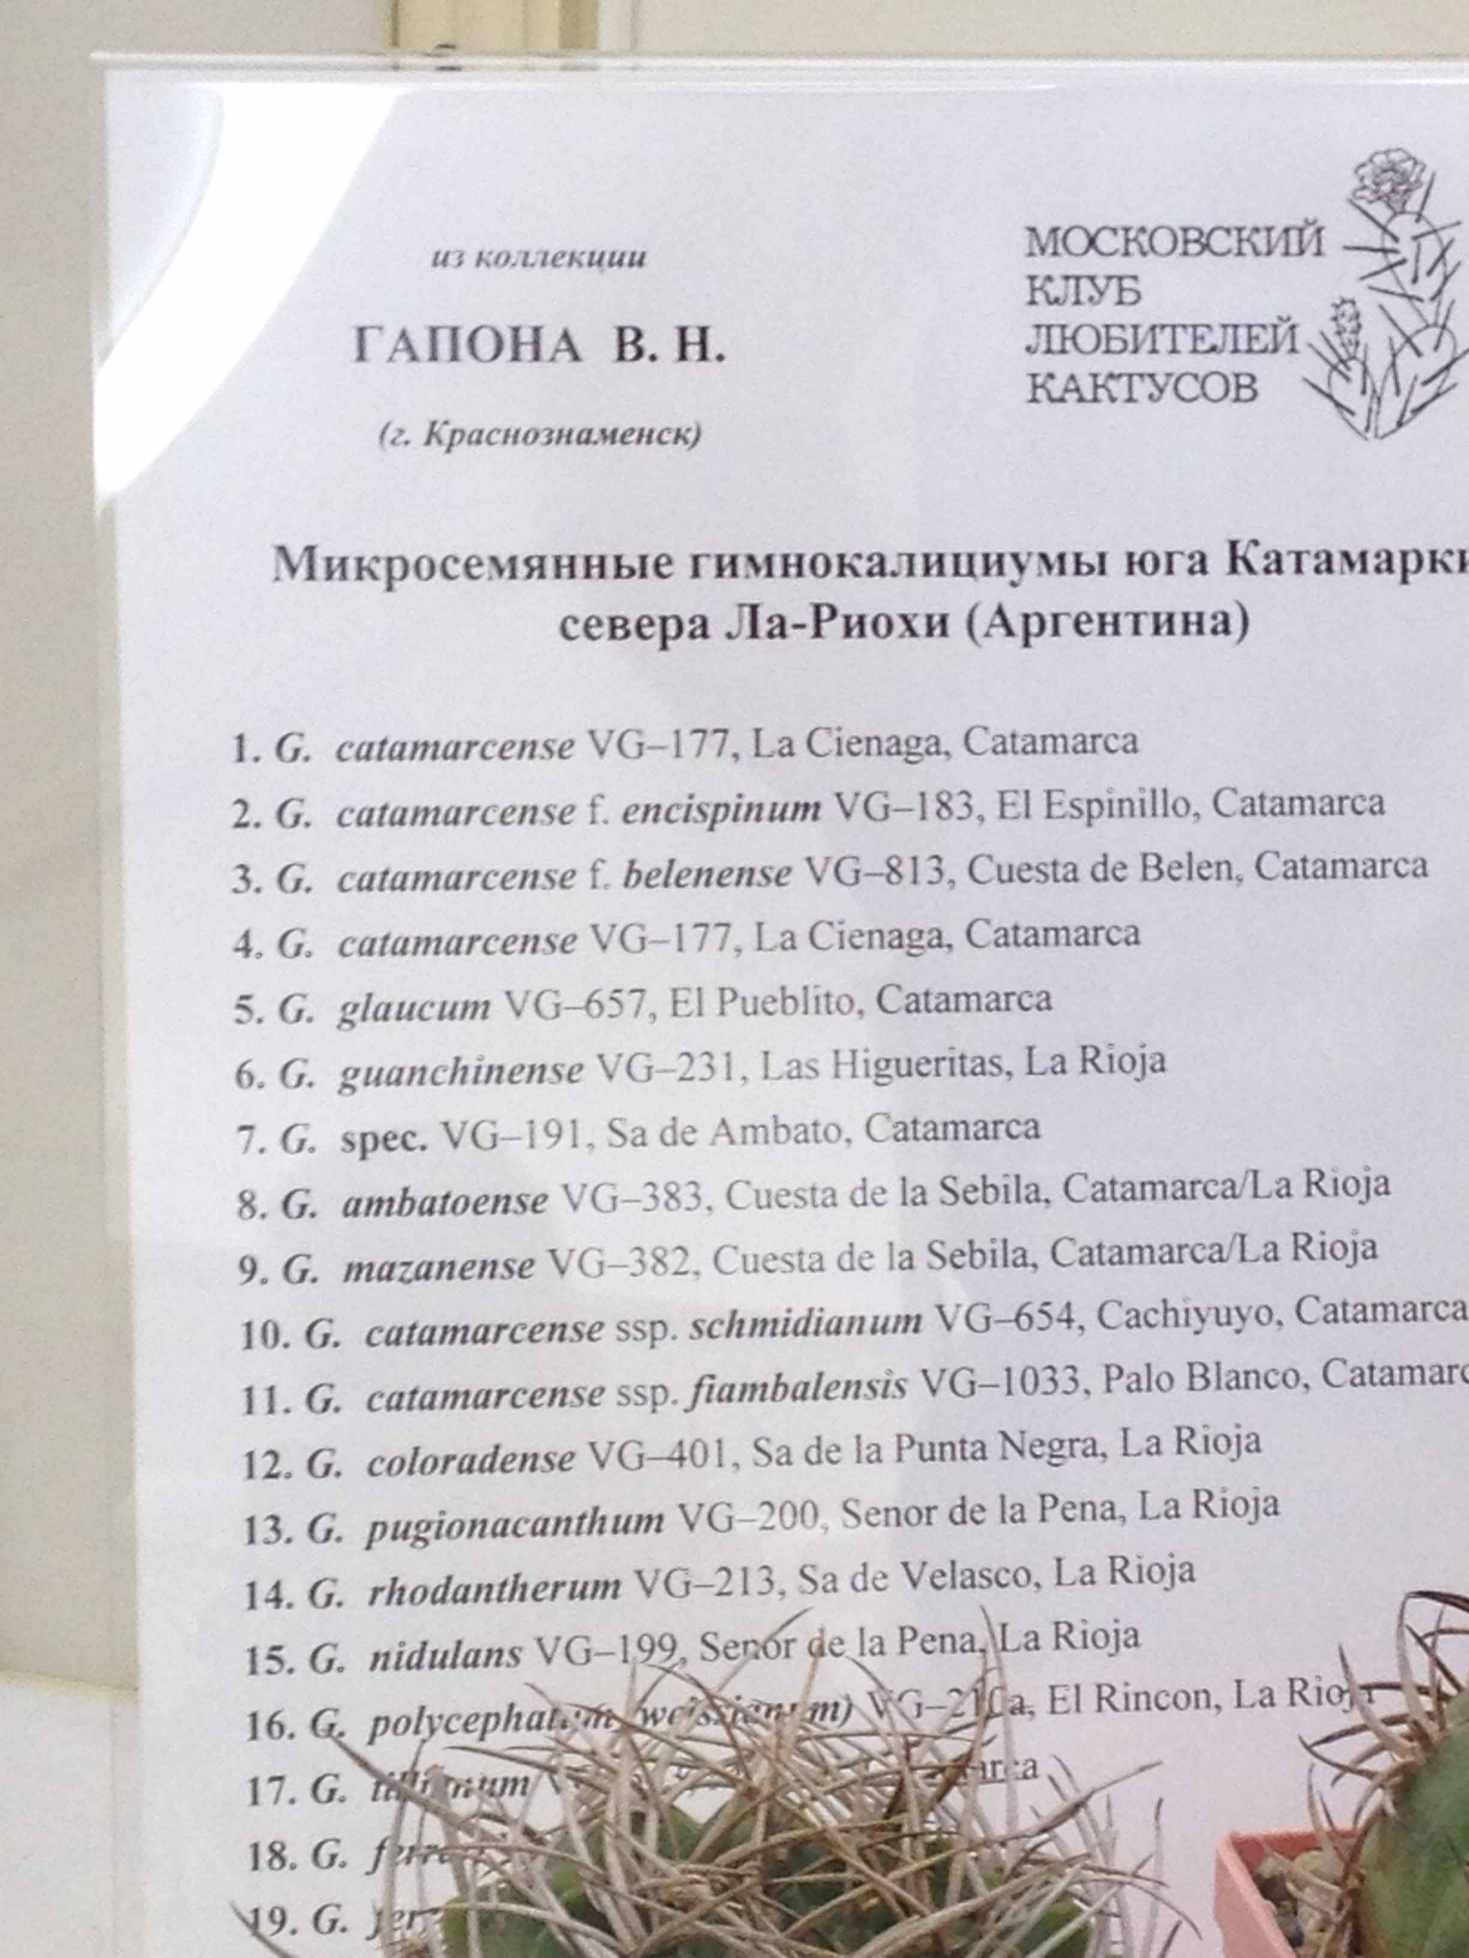 из коллекции
ГАПОНА В. Н.
(г. Краснознаменск)
МОСКОВСКИЙ
КЛУБ
ЛЮБИТЕЛЕЙ
КАКТУСОВ
Микросемянные гимнокалициумы юга Катамарки
севера Ла-Риохи (Аргентина)
1. G. catamarcense VG–177, La Cienaga, Catamarca
2. G. catamarcense f. encispinum VG–183, El Espinillo, Catamarca
3. G. catamarcense f. belenense VG–813, Cuesta de Belen, Catamarca
4. G. catamarcense VG–177, La Cienaga, Catamarca
5. G. glaucum VG–657, El Pueblito, Catamarca
6. G. guanchinense VG–231, Las Higueritas, La Rioja
7. G. spec. VG–191, Sa de Ambato, Catamarca
8. G. ambatoense VG–383, Cuesta de la Sebila, Catamarca/La Rioja
9. G. mazanense VG–382, Cuesta de la Sebila, Catamarca/La Rioja
10. G. catamarcense ssp. schmidianum VG–654, Cachiyuyo, Catamarca
11. G. catamarcense ssp. fiambalensis VG–1033, Palo Blanco, Catamarc
12. G. coloradense VG–401, Sa de la Punta Negra, La Rioja
13. G. pugionacanthum VG–200, Senor de la Pena, La Rioja
14. G. rhodantherum VG–213, Sa de Velasco, La Rioja
15. G. nidulans VG–199, Senor de la Pena, La Rioja
16. G. polycephalum (weissianum) VG–210a, El Rincon, La Rioja
17. G.
18. G.
19. G.